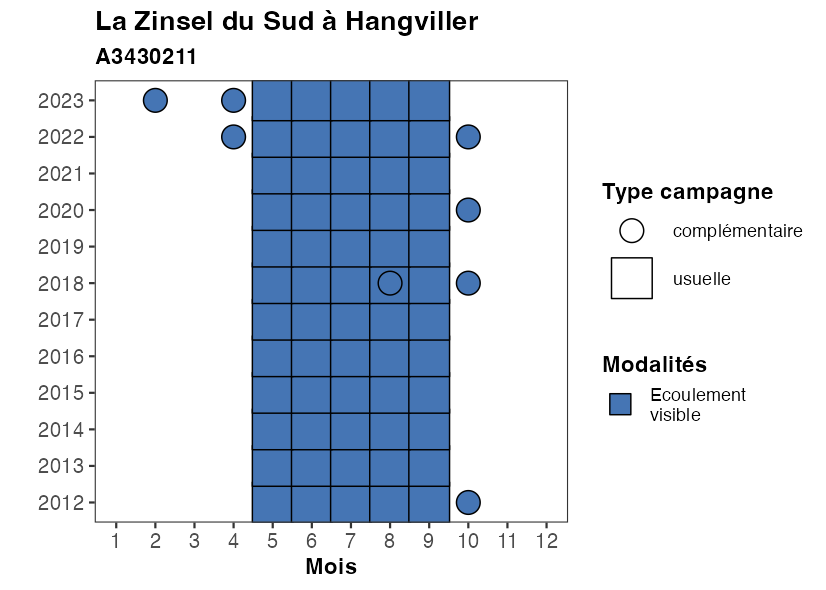 La Zinsel du Sud à Hangviller
A3430211
2023
2022
2021
2020
2019
2018
2017
2016
2015
2014
2013
2012
1 2 3 4 5 6 7 8 9 10 11 12
Mois
Type campagne
complémentaire
usuelle
Modalités
Ecoulement
visible